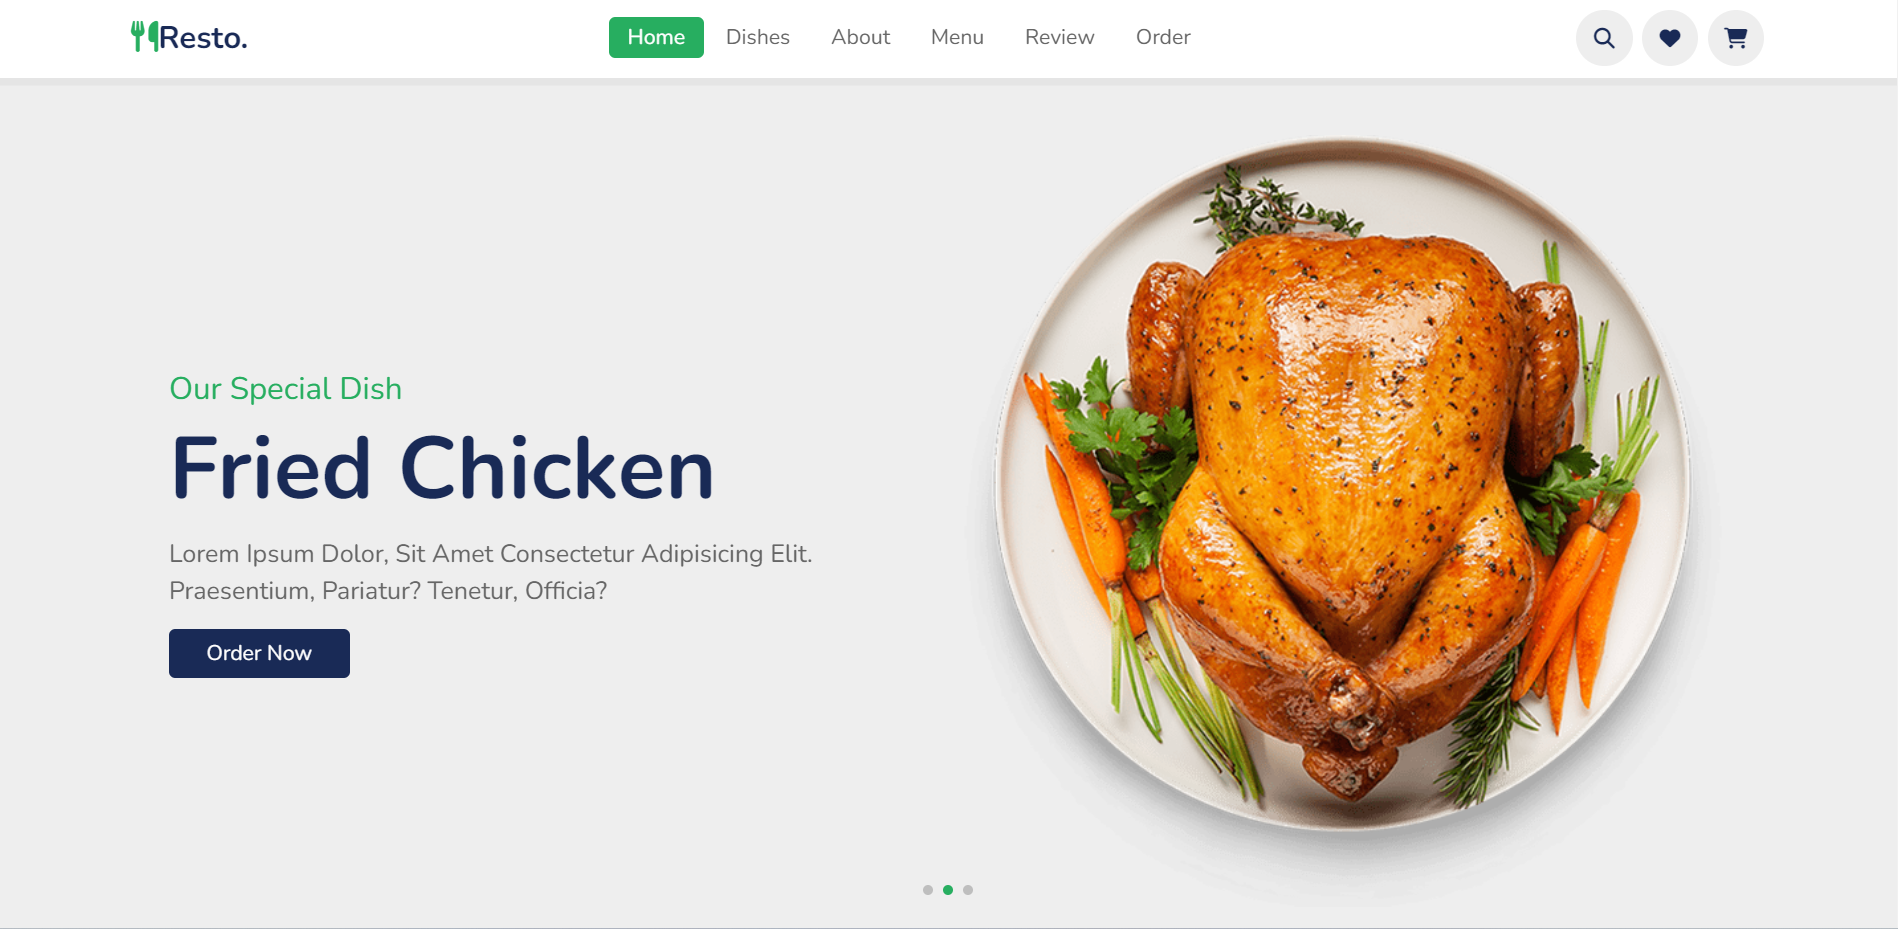 Resto.
Home Dishes About Menu Review Order
Our Special Dish
Fried Chicken
Lorem Ipsum Dolor, Sit Amet Consectetur Adipisicing Elit.
Praesentium, Pariatur? Tenetur, Officia?
Order Now